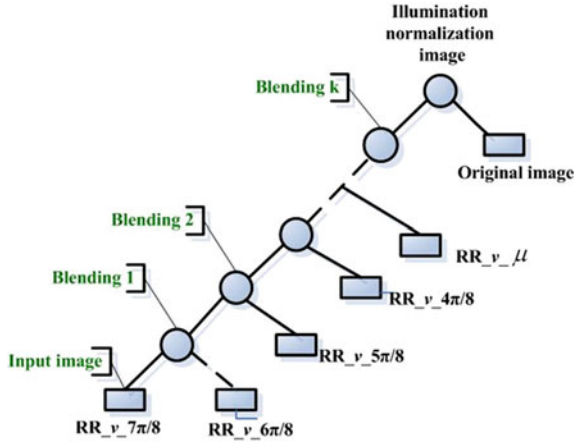 Illumination
normalization
image
Blending k
Original image
Blending 2
RR_v_ μ
Blending 1
RR_v_4π/8
RR_v_5π/8
Input image
RR_v_7π/8
RR_v_6π/8